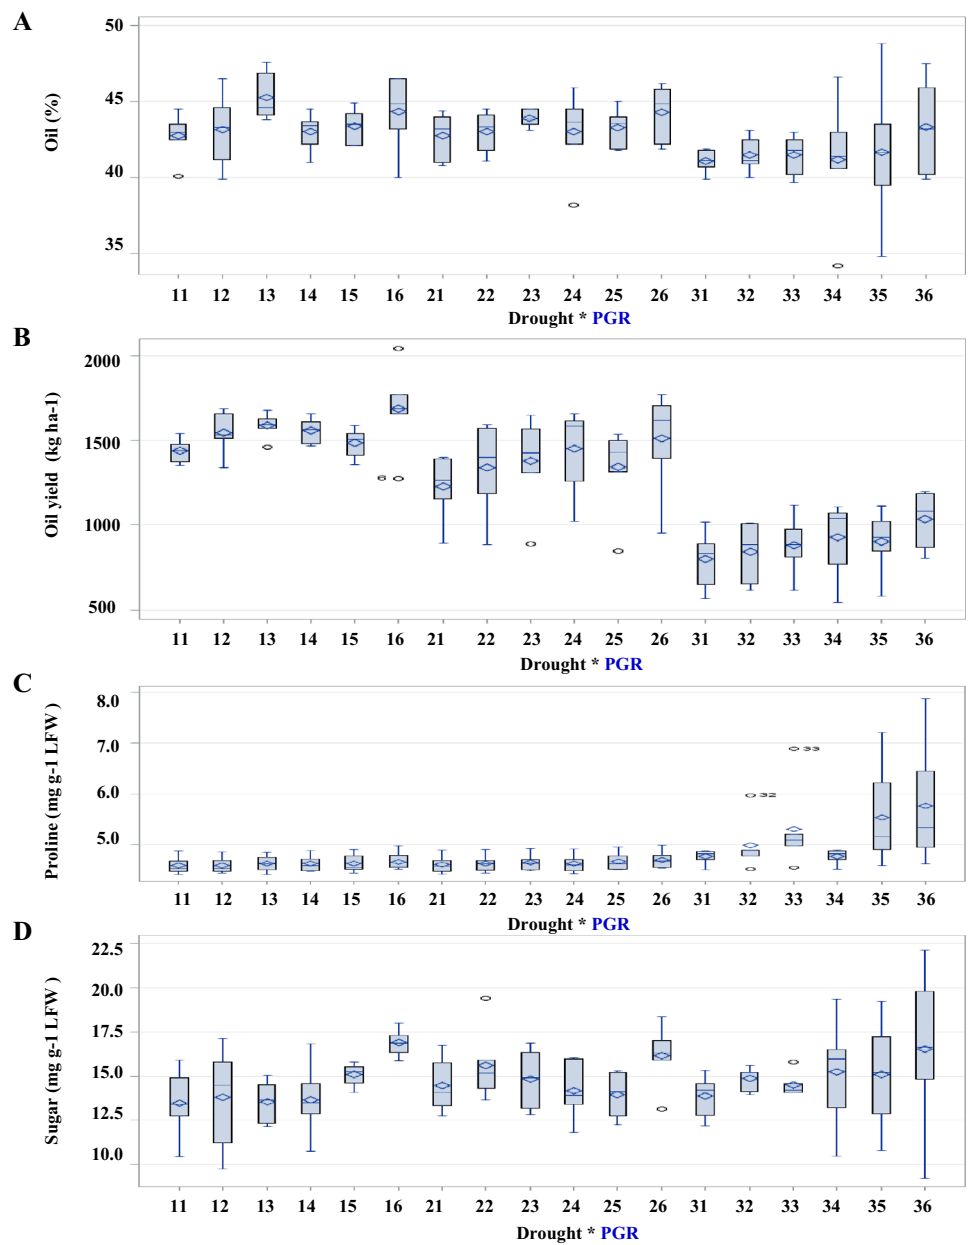 A
50
45
40
35
Oil (%)
11 12 13 14 15 16 21 22 23 24 25 26 31 32 33 34 35 36
Drought * PGR
B
2000
1500
1000
500
Oil yield (kg ha-1)
11 12 13 14 15 16 21 22 23 24 25 26 31 32 33 34 35 36
Drought * PGR
C
8.0
7.0
6.0
5.0
Proline (mg g-1 LFW)
32
33
11 12 13 14 15 16 21 22 23 24 25 26 31 32 33 34 35 36
Drought * PGR
D
22.5
20.0
17.5
15.0
12.5
10.0
Sugar (mg g-1 LFW )
11 12 13 14 15 16 21 22 23 24 25 26 31 32 33 34 35 36
Drought * PGR